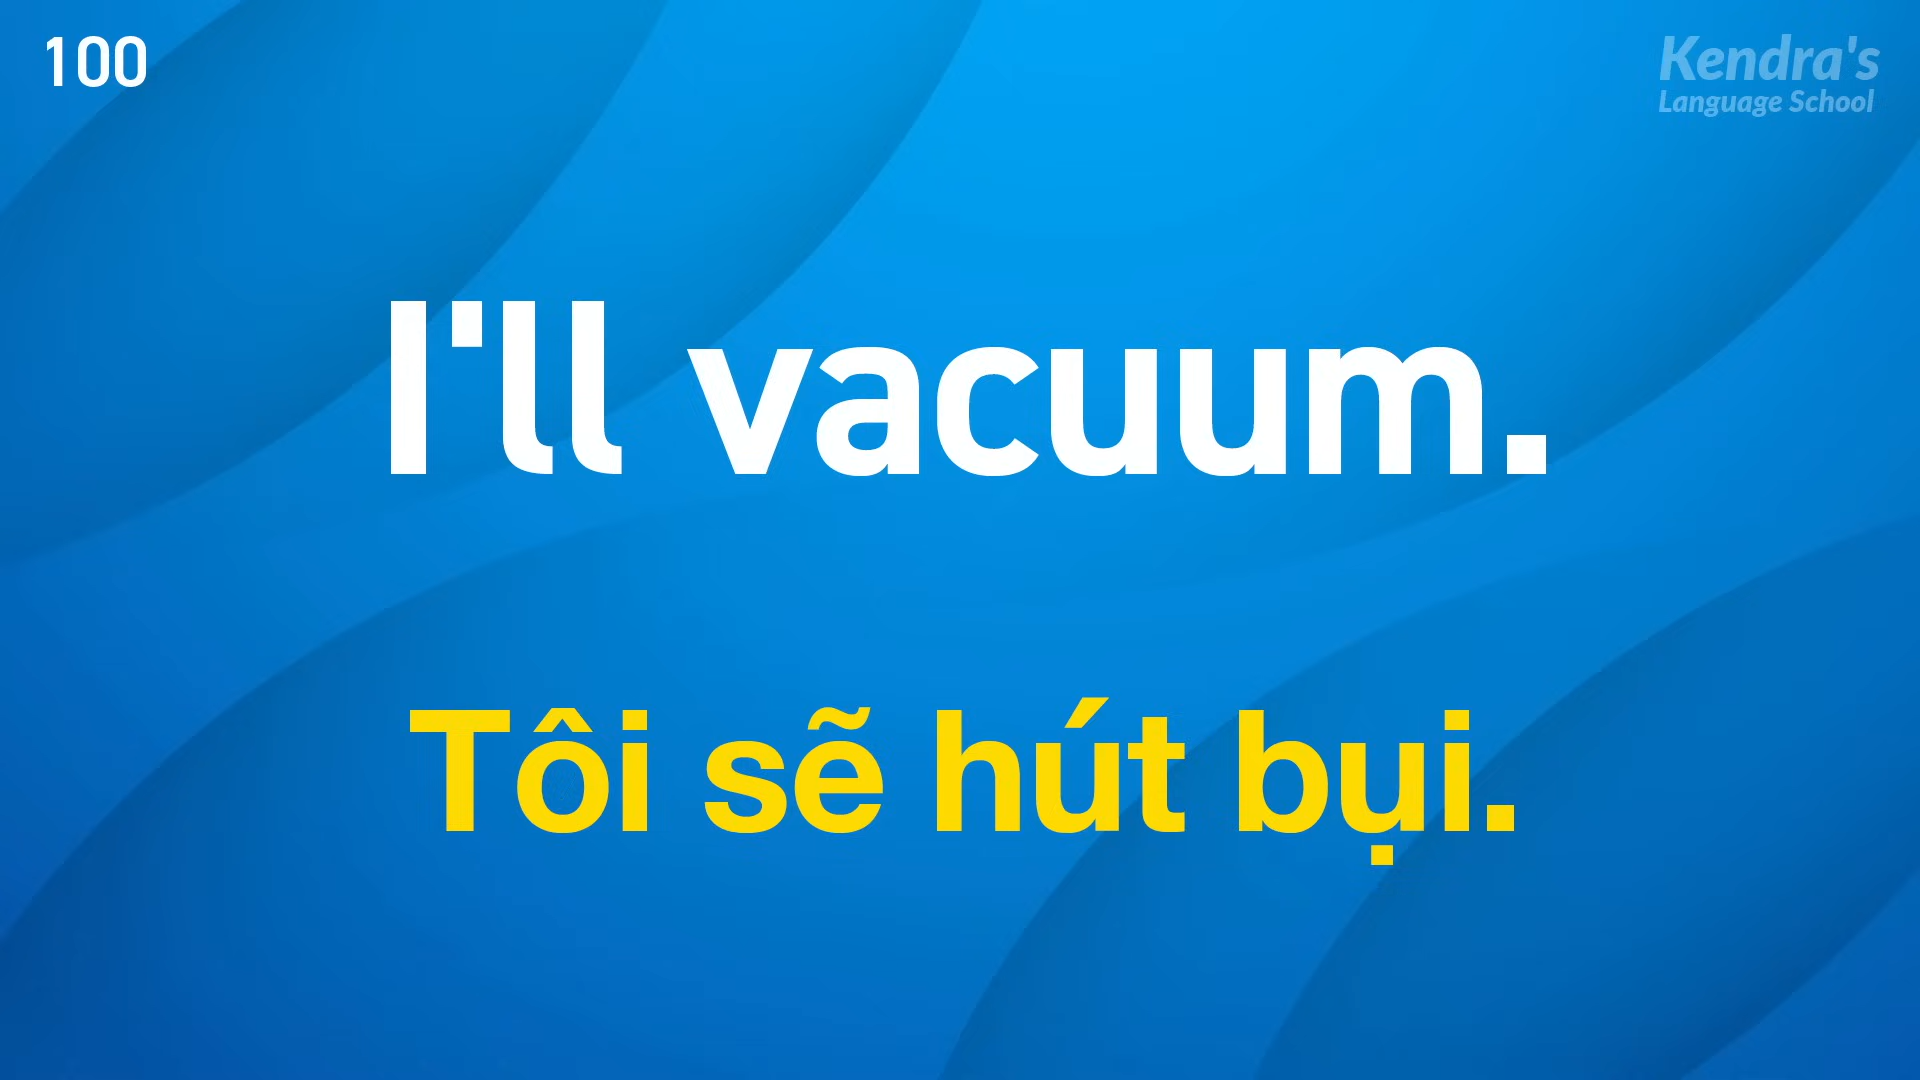 100
Kendra's
Language School
I'll vacuum.
Tôi sẽ hút bụi.